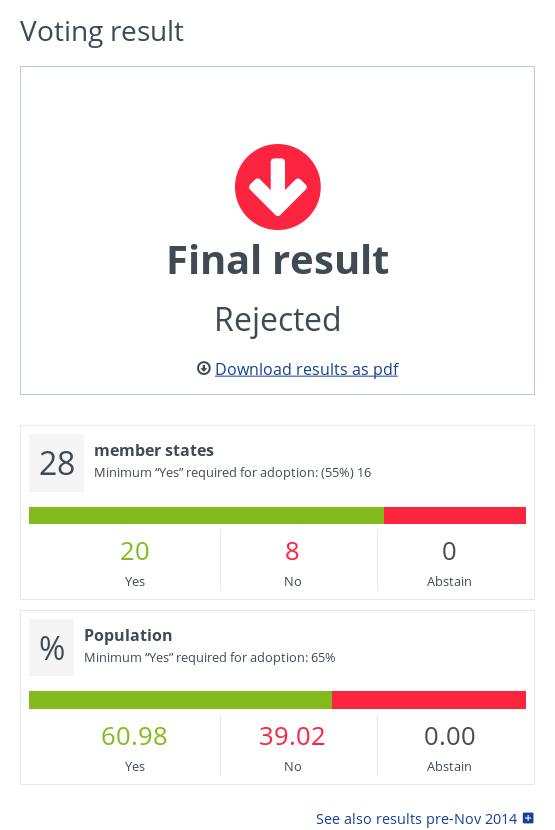 Voting result
Final result
Rejected
Download results as pdf
28
member states
Minimum “Yes” required for adoption: (55%) 16
20
8
0
Yes
No
Abstain
%
Population
Minimum “Yes” required for adoption: 65%
60.98
39.02
0.00
Yes
No
Abstain
See also results pre-Nov 2014